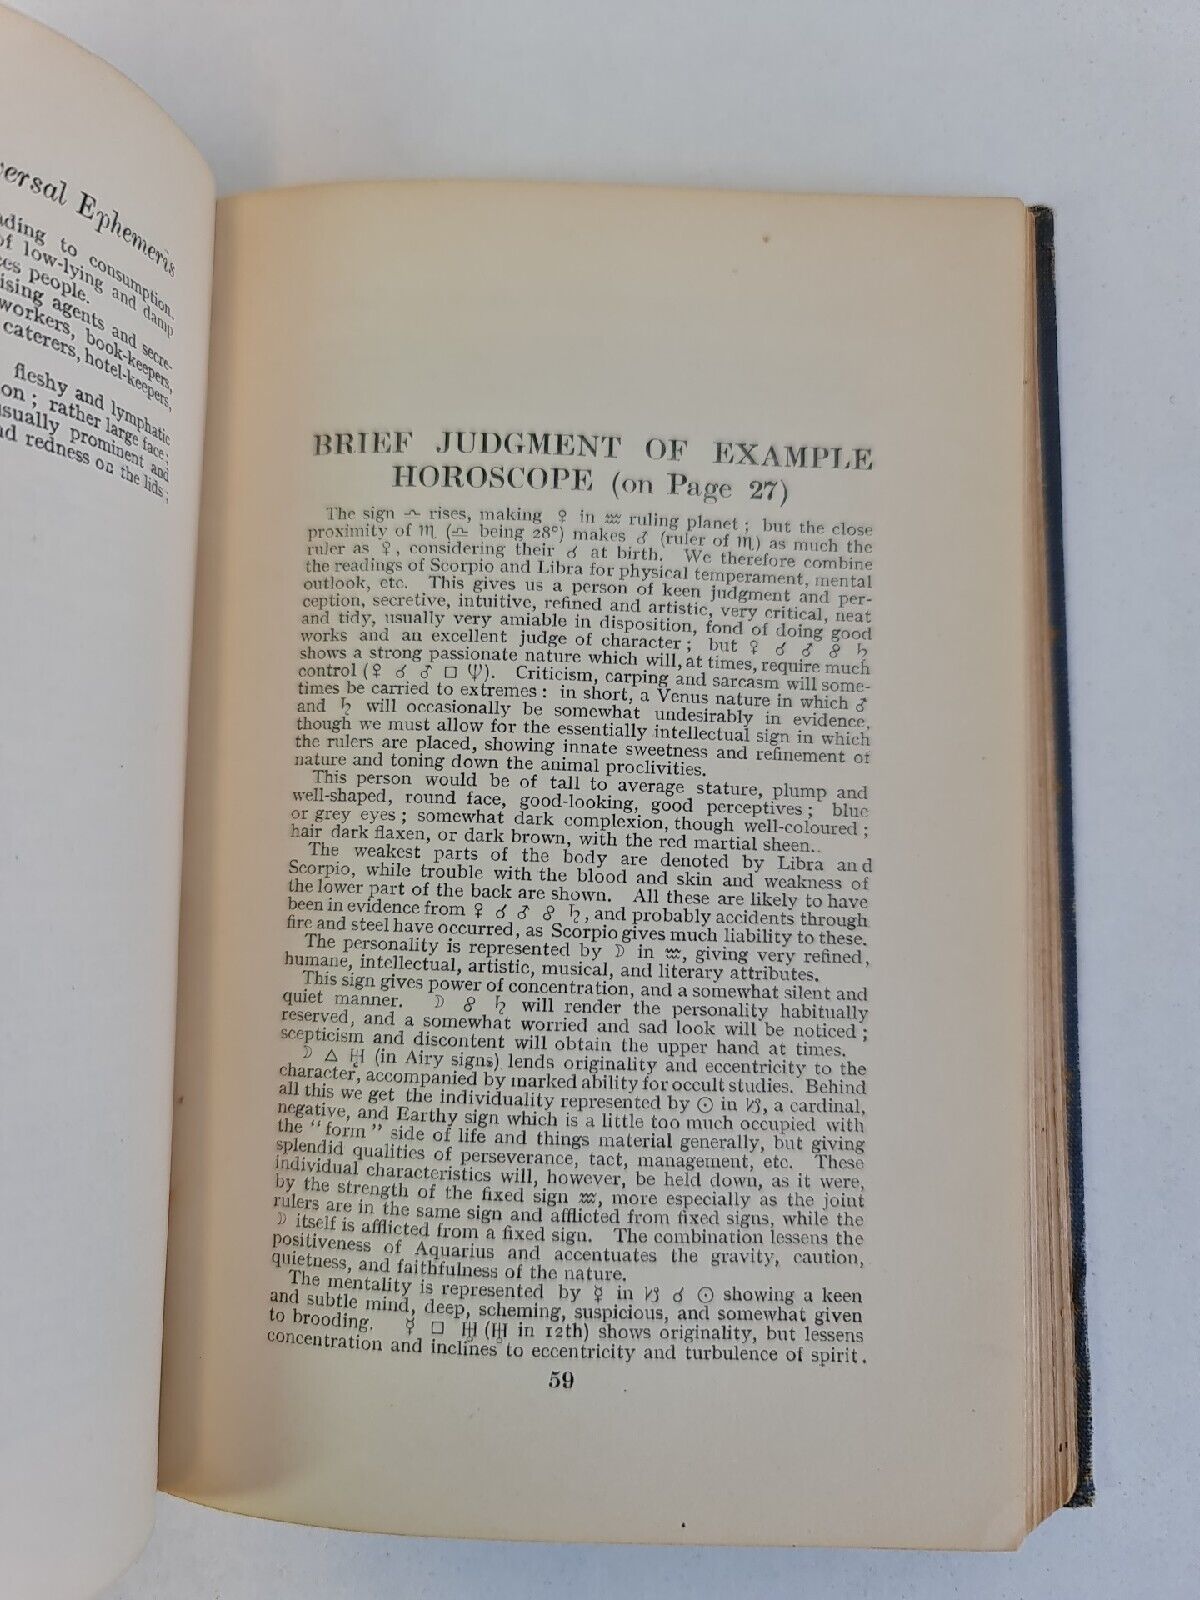 versal Ephemeris
ding to consumption.
of low-lying and damp
ces people.
ising agents and secre-
workers, book-keepers,
caterers, hotel-keepers,
fleshy and lymphatic
on; rather large face;
usually prominent and
nd redness on the lids;
BRIEF JUDGMENT OF EXAMPLE
HOROSCOPE (on Page 27)
The sign ♎ rises, making ♀ in ♒ ruling planet; but the close
proximity of ♏ (♎ being 28°) makes ♂ (ruler of ♏) as much the
ruler as ♀, considering their ☌ at birth. We therefore combine
the readings of Scorpio and Libra for physical temperament, mental
outlook, etc. This gives us a person of keen judgment and per-
ception, secretive, intuitive, refined and artistic, very critical, neat
and tidy, usually very amiable in disposition, fond of doing good
works and an excellent judge of character; but ♀ ☌ ♂ ☍ ♄
shows a strong passionate nature which will, at times, require much
control (♀ ☌ ♂ □ ♆). Criticism, carping and sarcasm will some-
times be carried to extremes: in short, a Venus nature in which ♂
and ♄ will occasionally be somewhat undesirably in evidence,
though we must allow for the essentially intellectual sign in which
the rulers are placed, showing innate sweetness and refinement of
nature and toning down the animal proclivities.
This person would be of tall to average stature, plump and
well-shaped, round face, good-looking, good perceptives; blue
or grey eyes; somewhat dark complexion, though well-coloured;
hair dark flaxen, or dark brown, with the red martial sheen..
The weakest parts of the body are denoted by Libra and
Scorpio, while trouble with the blood and skin and weakness of
the lower part of the back are shown. All these are likely to have
been in evidence from ♀ ☌ ♂ ☍ ♄, and probably accidents through
fire and steel have occurred, as Scorpio gives much liability to these.
The personality is represented by ☽ in ♒, giving very refined,
humane, intellectual, artistic, musical, and literary attributes.
This sign gives power of concentration, and a somewhat silent and
quiet manner. ☽ ☍ ♄ will render the personality habitually
reserved, and a somewhat worried and sad look will be noticed;
scepticism and discontent will obtain the upper hand at times.
☽ △ ♅ (in Airy signs) lends originality and eccentricity to the
character, accompanied by marked ability for occult studies. Behind
all this we get the individuality represented by ☉ in ♑, a cardinal,
negative, and Earthy sign which is a little too much occupied with
the "form" side of life and things material generally, but giving
splendid qualities of perseverance, tact, management, etc. These
individual characteristics will, however, be held down, as it were,
by the strength of the fixed sign ♒, more especially as the joint
rulers are in the same sign and afflicted from fixed signs, while the
☽ itself is afflicted from a fixed sign. The combination lessens the
positiveness of Aquarius and accentuates the gravity, caution,
quietness, and faithfulness of the nature.
The mentality is represented by ☿ in ♑ ☌ ☉ showing a keen
and subtle mind, deep, scheming, suspicious, and somewhat given
to brooding. ☿ □ ♅ (♅ in 12th) shows originality, but lessens
concentration and inclines to eccentricity and turbulence of spirit.
59